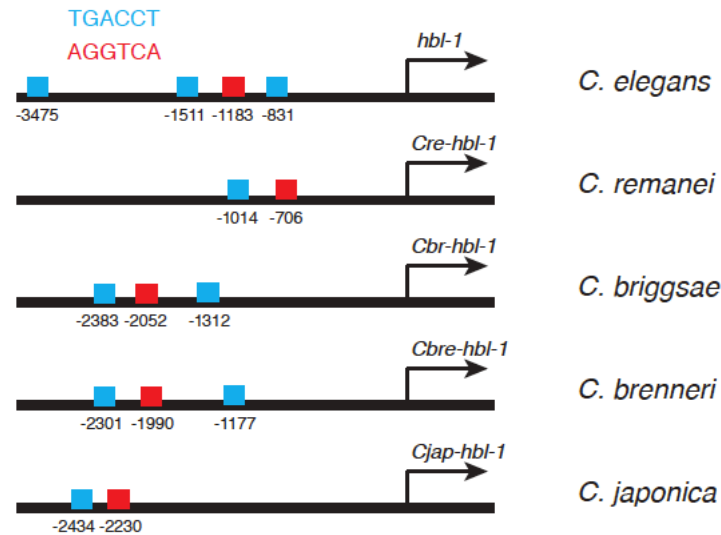 TGACCT
AGGTCA
hbl-1
C. elegans
-3475 -1511 -1183 -831
Cre-hbl-1
C. remanei
-1014 -706
Cbr-hbl-1
C. briggsae
-2383 -2052 -1312
Cbre-hbl-1
C. brenneri
-2301 -1990 -1177
Cjap-hbl-1
C. japonica
-2434 -2230